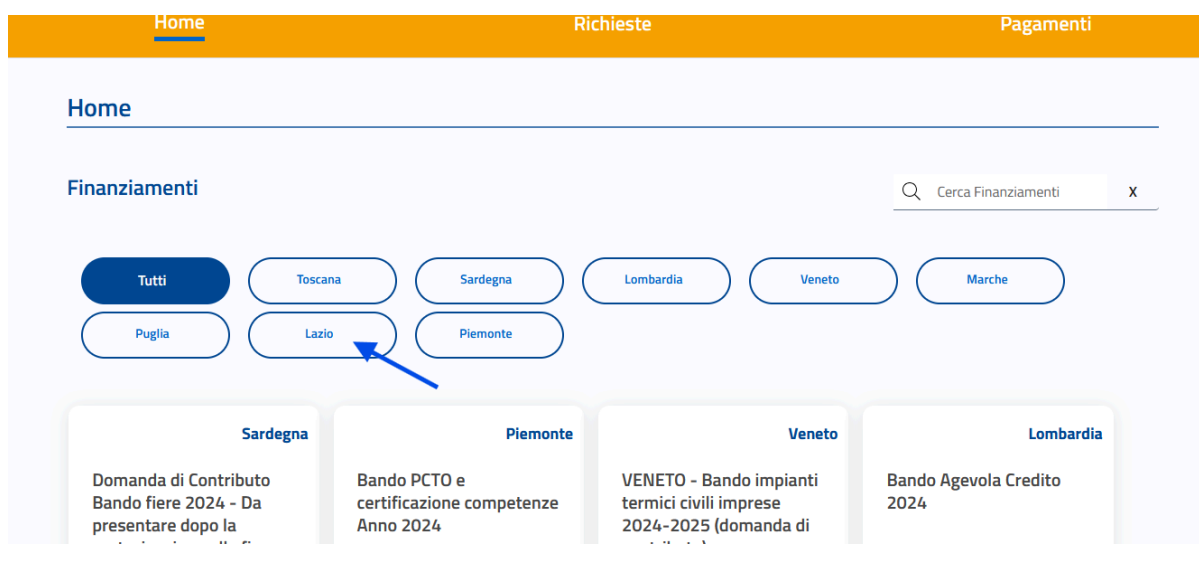 Home Richieste Pagamenti
Home
Finanziamenti
Cerca Finanziamenti X
Tutti Toscana Sardegna Lombardia Veneto Marche
Puglia Lazio Piemonte
Sardegna
Domanda di Contributo
Bando fiere 2024 - Da
presentare dopo la
Piemonte
Bando PCTO e
certificazione competenze
Anno 2024
Veneto
VENETO - Bando impianti
termici civili imprese
2024-2025 (domanda di
Lombardia
Bando Agevola Credito
2024